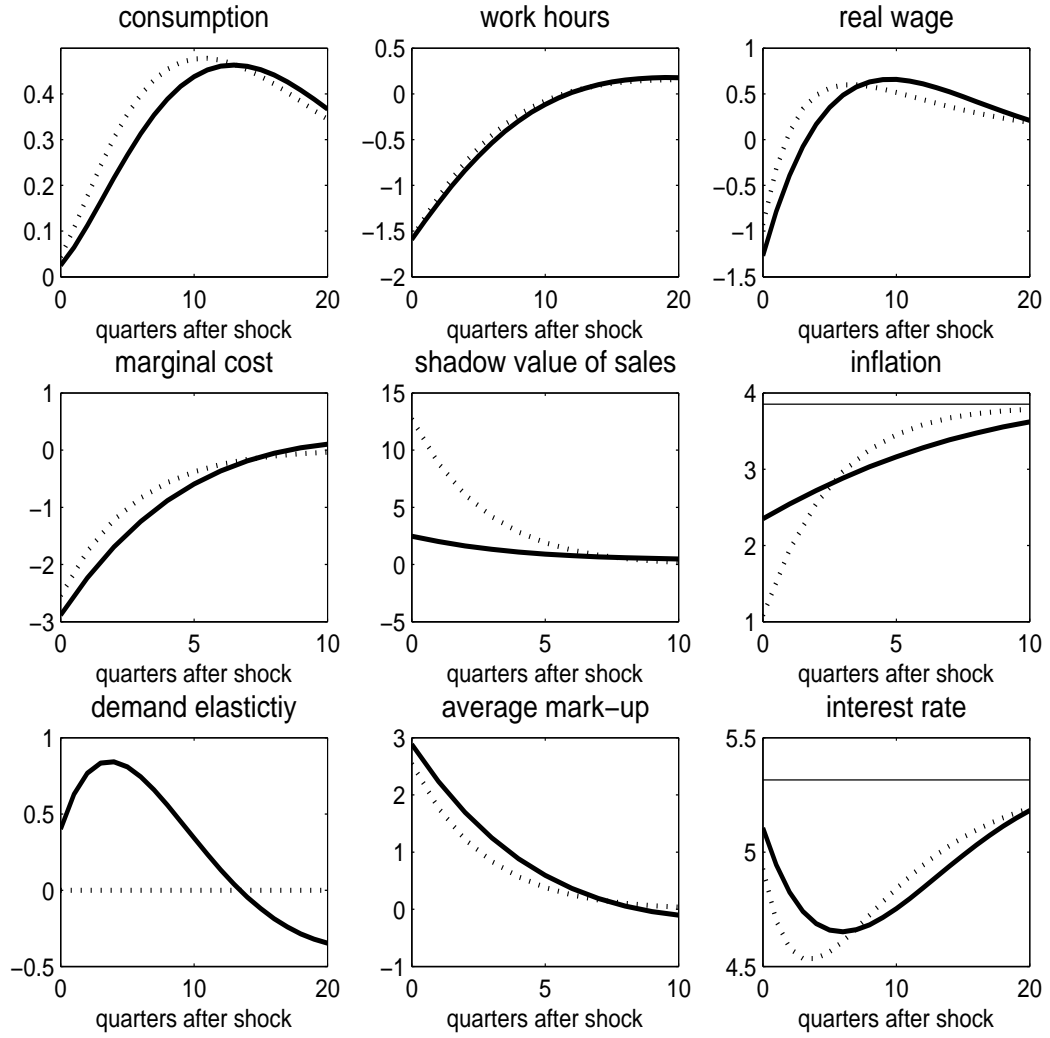 consumption
0.4
0.3
0.2
0.1
0
0 10 20
quarters after shock
work hours
0.5
0
−0.5
−1
−1.5
−2
0 10 20
quarters after shock
real wage
1
0.5
0
−0.5
−1
−1.5
0 10 20
quarters after shock
marginal cost
1
0
−1
−2
−3
0 5 10
quarters after shock
shadow value of sales
15
10
5
0
−5
0 5 10
quarters after shock
inflation
4
3
2
1
0 5 10
quarters after shock
demand elastictiy
1
0.5
0
−0.5
0 10 20
quarters after shock
average mark−up
3
2
1
0
−1
0 5 10
quarters after shock
interest rate
5.5
5
4.5
0 10 20
quarters after shock